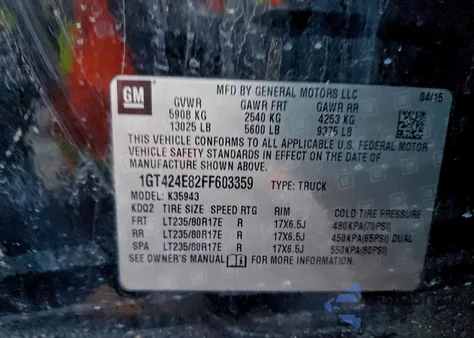 GM
MFD BY GENERAL MOTORS LLC 04/15
GVWR GAWR FRT GAWR RR
5908 KG 2540 KG 4253 KG
13025 LB 5600 LB 9375 LB
THIS VEHICLE CONFORMS TO ALL APPLICABLE U.S. FEDERAL MOTOR
VEHICLE SAFETY STANDARDS IN EFFECT ON THE DATE OF
MANUFACTURE SHOWN ABOVE.
1GT424E82FF603359 TYPE: TRUCK
MODEL: K35943
KDQ2 TIRE SIZE SPEED RTG RIM COLD TIRE PRESSURE
FRT LT235/80R17E R 17X6.5J 480KPA(70PSI)
RR LT235/80R17E R 17X6.5J 450KPA(65PSI) DUAL
SPA LT235/80R17E R 17X6.5J 550KPA(80PSI)
SEE OWNER'S MANUAL FOR MORE INFORMATION.